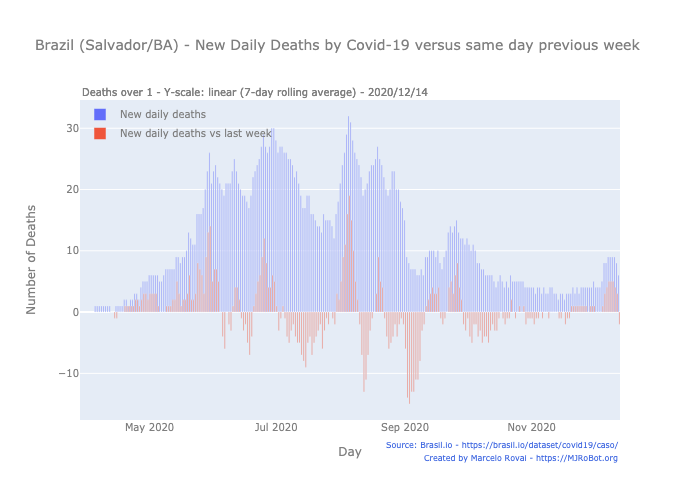 Brazil (Salvador/BA) - New Daily Deaths by Covid-19 versus same day previous week
Deaths over 1 - Y-scale: linear (7-day rolling average) - 2020/12/14
New daily deaths
New daily deaths vs last week
30
20
10
0
−10
Number of Deaths
May 2020
Jul 2020
Sep 2020
Nov 2020
Day
Source: Brasil.io - https://brasil.io/dataset/covid19/caso/
Created by Marcelo Rovai - https://MJRoBot.org